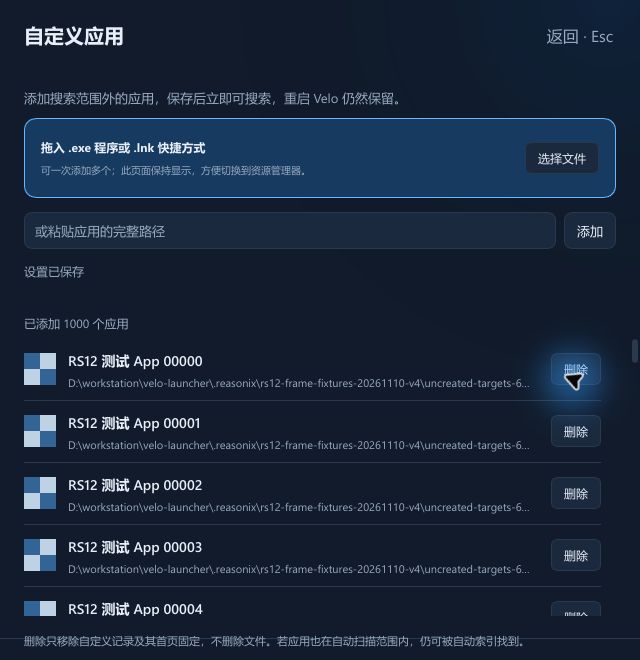 自定义应用
返回 · Esc
添加搜索范围外的应用，保存后立即可搜索，重启 Velo 仍然保留。
拖入 .exe 程序或 .lnk 快捷方式
可一次添加多个；此页面保持显示，方便切换到资源管理器。
选择文件
或粘贴应用的完整路径
添加
设置已保存
已添加 1000 个应用
RS12 测试 App 00000
D:\workstation\velo-launcher\.reasonix\rs12-frame-fixtures-20261110-v4\uncreated-targets-6...
删除
RS12 测试 App 00001
D:\workstation\velo-launcher\.reasonix\rs12-frame-fixtures-20261110-v4\uncreated-targets-6...
删除
RS12 测试 App 00002
D:\workstation\velo-launcher\.reasonix\rs12-frame-fixtures-20261110-v4\uncreated-targets-6...
删除
RS12 测试 App 00003
D:\workstation\velo-launcher\.reasonix\rs12-frame-fixtures-20261110-v4\uncreated-targets-6...
删除
RS12 测试 App 00004
删除只移除自定义记录及其首页固定，不删除文件。若应用也在自动扫描范围内，仍可被自动索引找到。